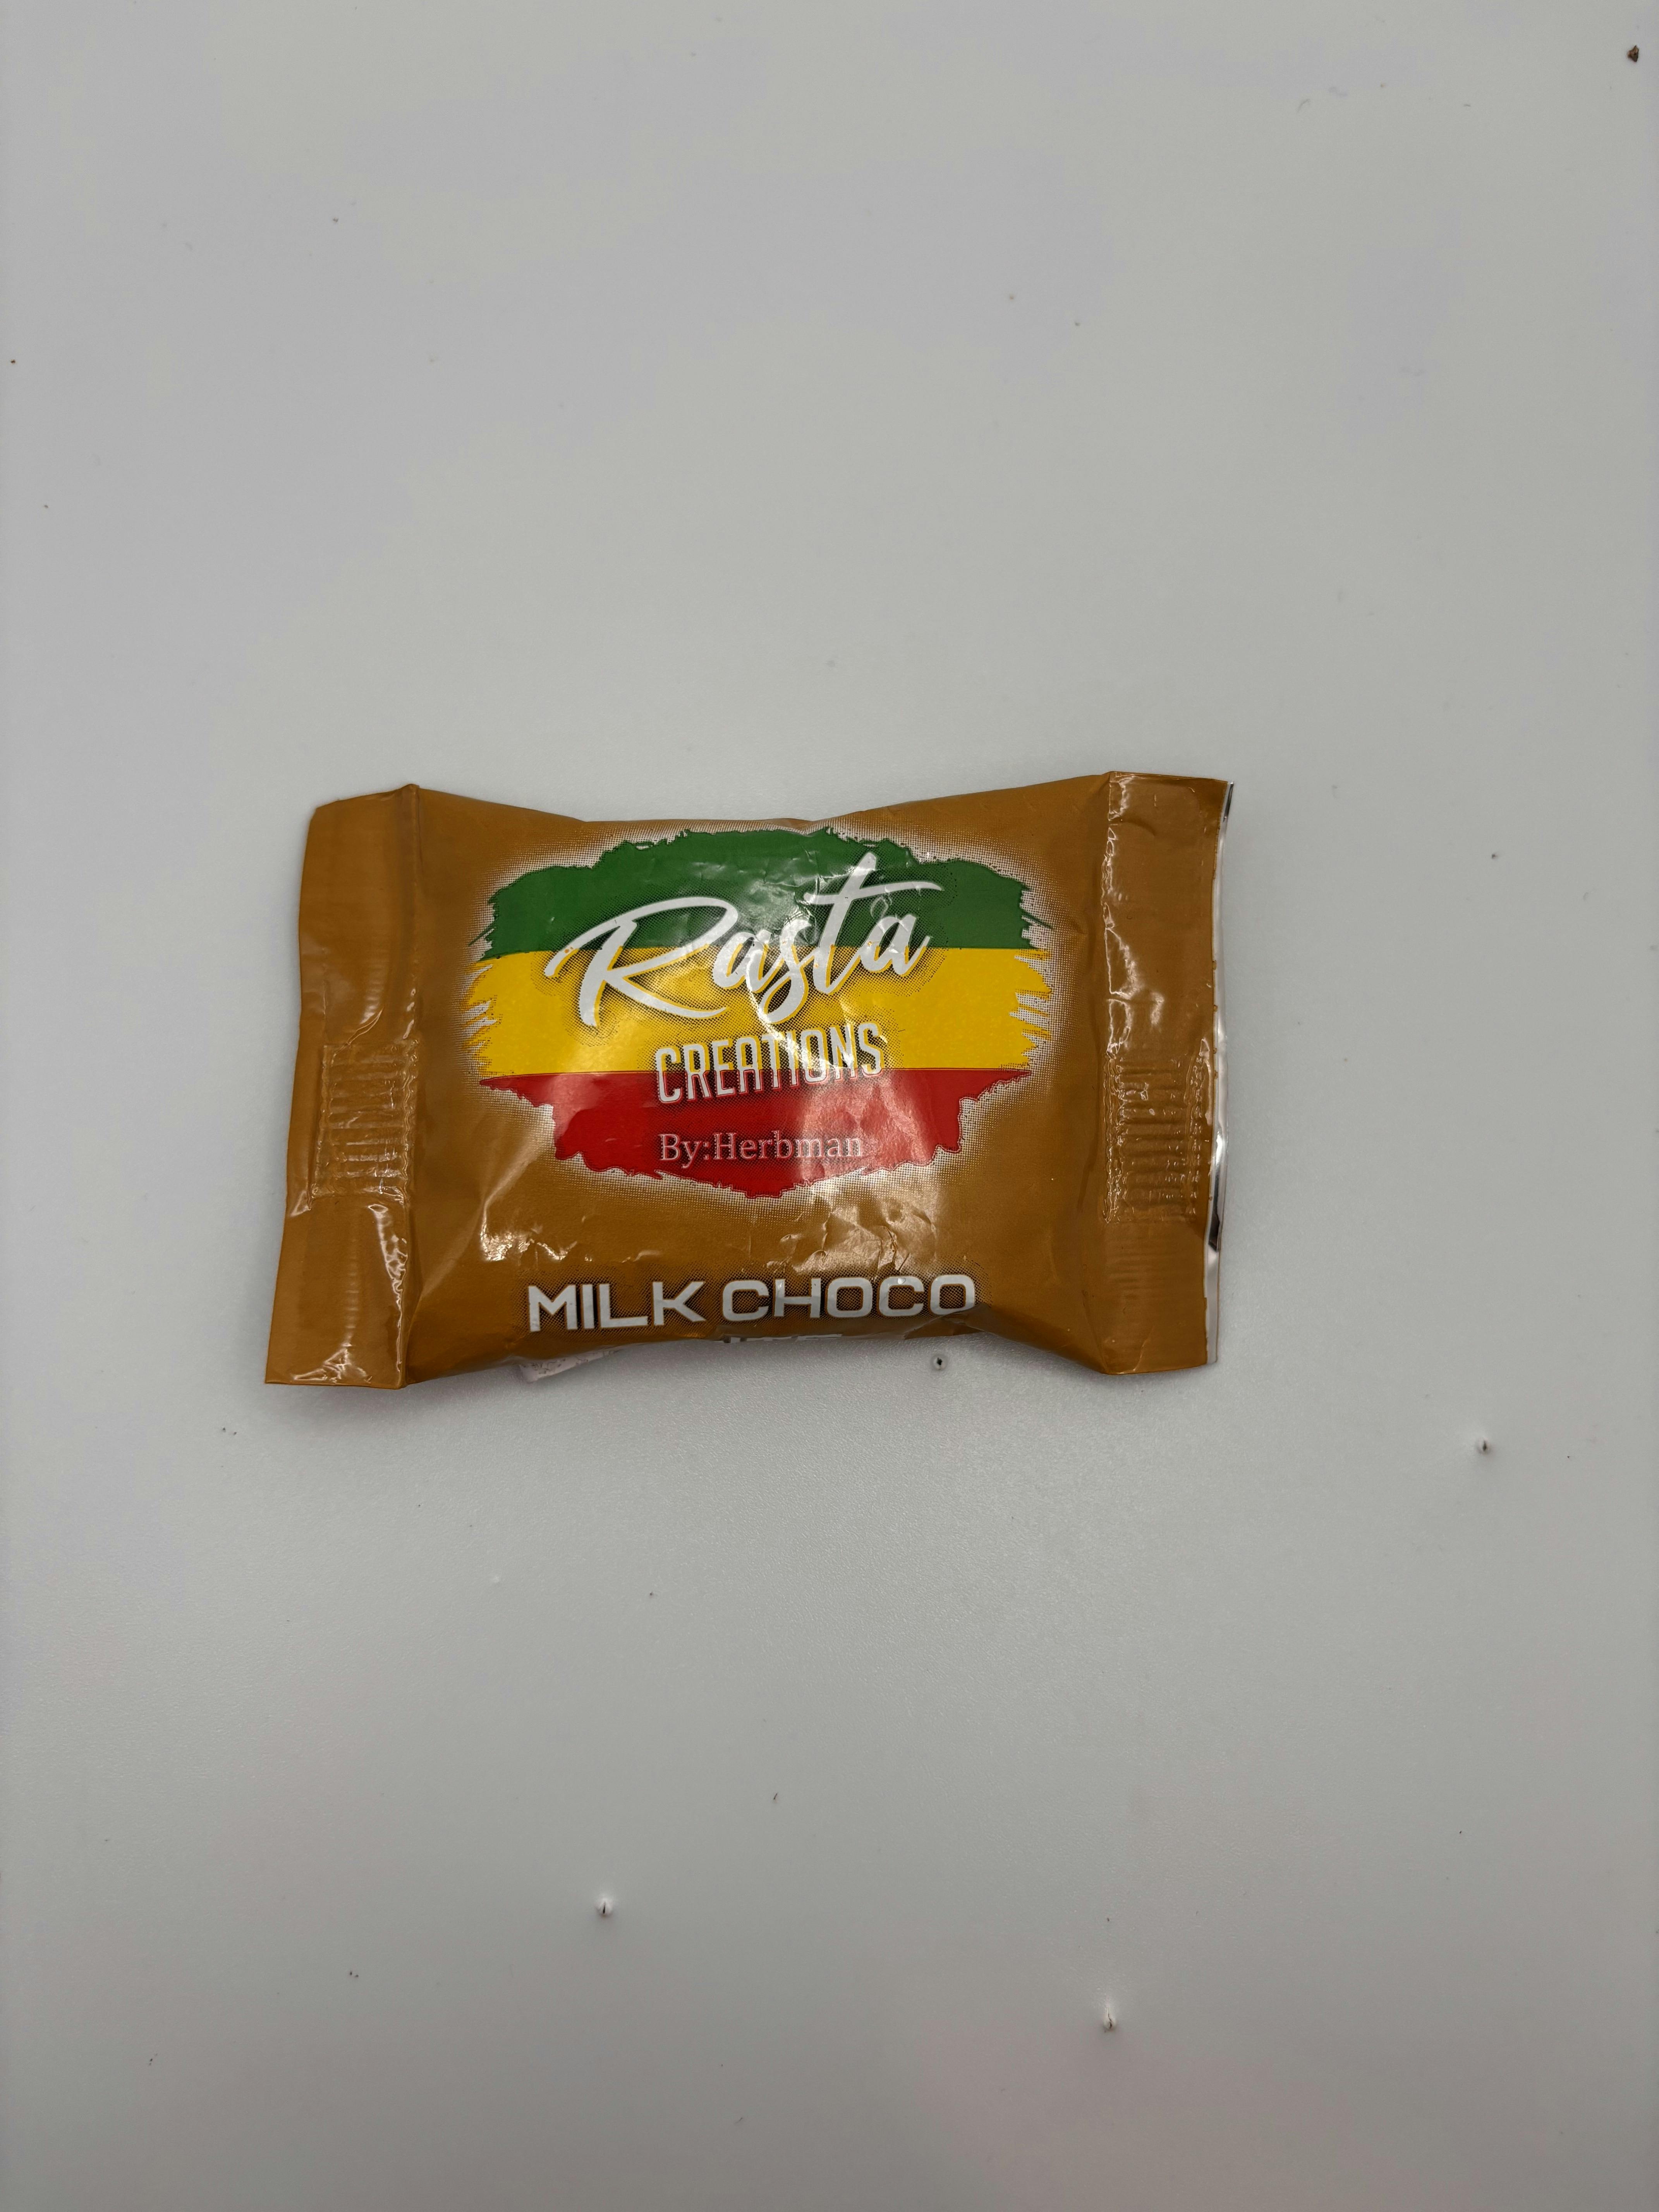 Rasta
CREATIONS
By:Herbman
MILK CHOCO